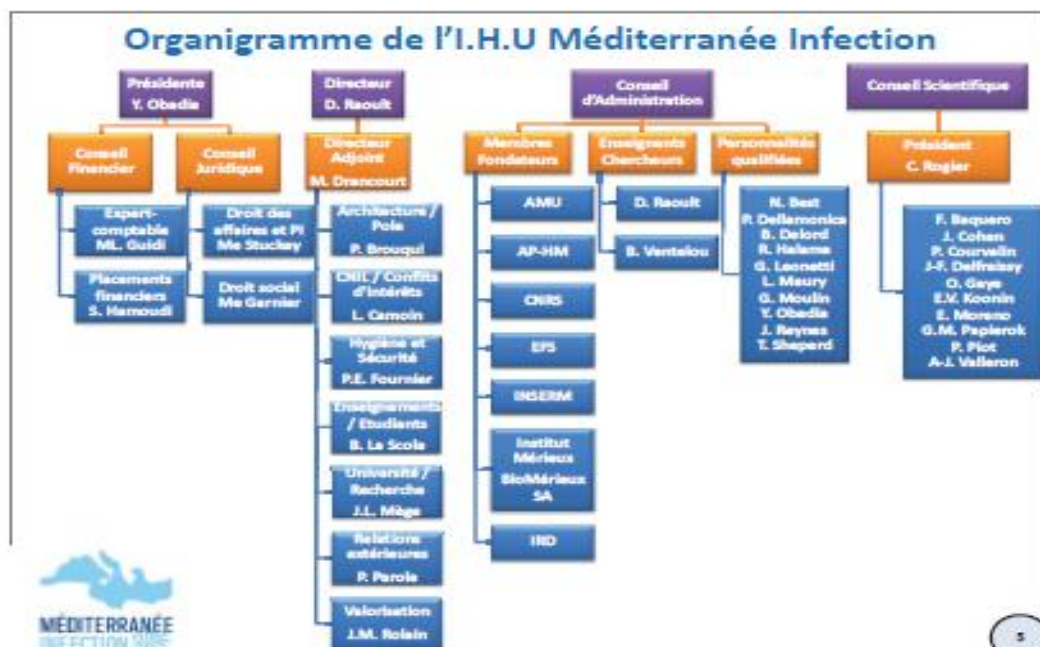 Organigramme de l'I.H.U Méditerranée Infection
Présidente
Y. Obadia
Conseil
Financier
Conseil
Juridique
Expert-
comptable
ML. Guidi
Placements
financiers
S. Hamoudi
Droit des
affaires et PI
Me Stuckey
Droit social
Me Garnier
Directeur
D. Raoult
Directeur
Adjoint
M. Drancourt
Architecture /
Pole
P. Brouqui
CNIL / Conflits
d'intérêts
L. Camoin
Hygiène et
Sécurité
P.E. Fournier
Enseignements
/ Etudiants
B. La Scola
Université /
Recherche
J.L. Mège
Relations
extérieures
P. Parola
Valorisation
J.M. Rolain
Conseil
d'Administration
Membres
Fondateurs
AMU
AP-HM
CNRS
EFS
INSERM
Institut
Mérieux
BioMérieux
SA
IRD
Enseignants
Chercheurs
D. Raoult
B. Ventelou
Personnalités
qualifiées
N. Best
P. Dellamonica
B. Delord
R. Halame
G. Leonetti
L. Maury
G. Moulin
Y. Obadia
J. Reynes
T. Sheperd
Conseil Scientifique
Président
C. Rogier
F. Baquero
J. Cohen
P. Courvalin
J-F. Delfraissy
O. Gaye
E.V. Koonin
E. Moreno
G.M. Papierok
P. Piot
A-J. Valleron
MÉDITERRANÉE
INFECTION
5